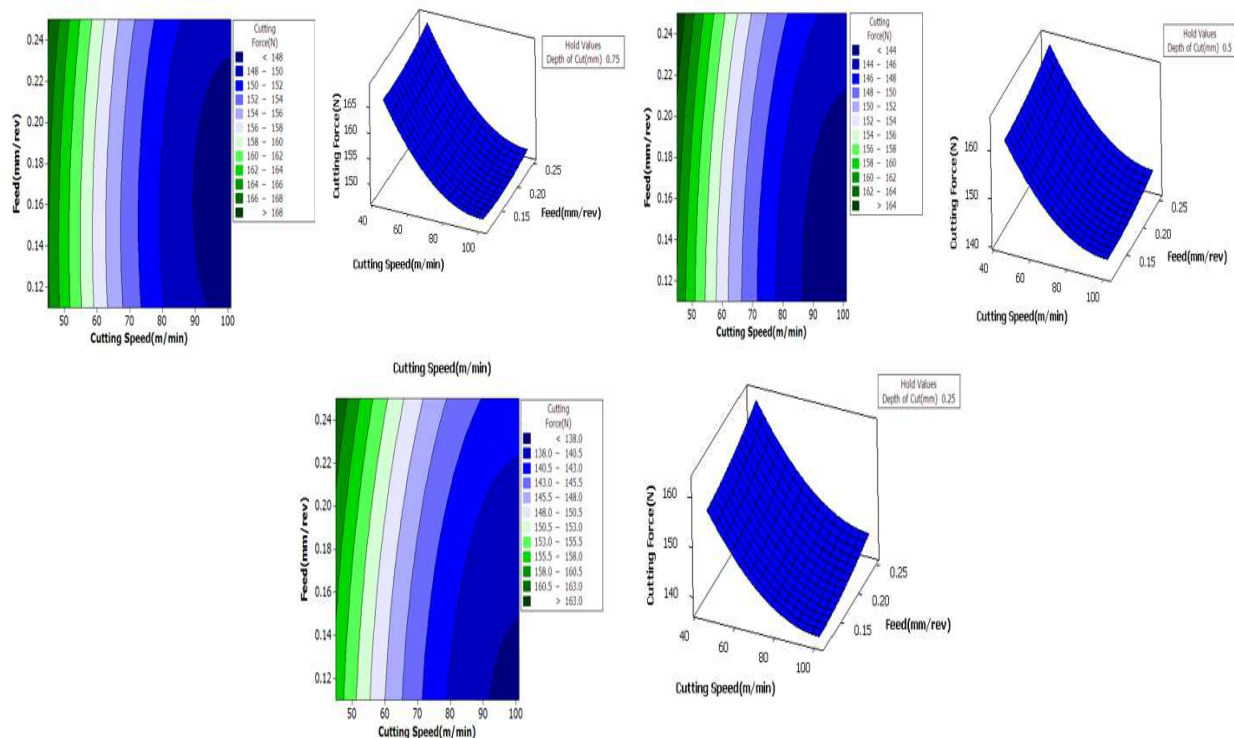 0.24
0.22
0.20
0.18
0.16
0.14
0.12
Feed(mm/rev)
50 60 70 80 90 100
Cutting Speed(m/min)
Cutting
Force(N)
< 148
148 – 150
150 – 152
152 – 154
154 – 156
156 – 158
158 – 160
160 – 162
162 – 164
164 – 166
166 – 168
> 168
Hold Values
Depth of Cut(mm) 0.75
Cutting Force(N)
165
160
155
150
40
60
80
100
Cutting Speed(m/min)
0.25
0.20
0.15
Feed(mm/rev)
0.24
0.22
0.20
0.18
0.16
0.14
0.12
Feed(mm/rev)
50 60 70 80 90 100
Cutting Speed(m/min)
Cutting
Force(N)
< 144
144 – 146
146 – 148
148 – 150
150 – 152
152 – 154
154 – 156
156 – 158
158 – 160
160 – 162
162 – 164
> 164
Hold Values
Depth of Cut(mm) 0.5
Cutting Force(N)
160
150
140
40
60
80
100
Cutting Speed(m/min)
0.25
0.20
0.15
Feed(mm/rev)
Cutting Speed(m/min)
0.24
0.22
0.20
0.18
0.16
0.14
0.12
Feed(mm/rev)
50 60 70 80 90 100
Cutting Speed(m/min)
Cutting
Force(N)
< 138.0
138.0 – 140.5
140.5 – 143.0
143.0 – 145.5
145.5 – 148.0
148.0 – 150.5
150.5 – 153.0
153.0 – 155.5
155.5 – 158.0
158.0 – 160.5
160.5 – 163.0
> 163.0
Hold Values
Depth of Cut(mm) 0.25
Cutting Force(N)
160
150
140
40
60
80
100
Cutting Speed(m/min)
0.25
0.20
0.15
Feed(mm/rev)